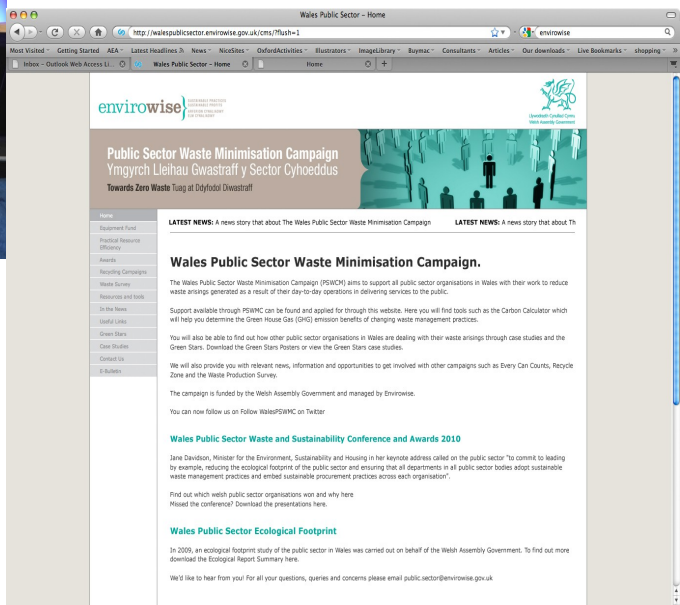 Wales Public Sector – Home
http://walespublicsector.envirowise.gov.uk/cms/?flush=1
envirowise
Most Visited Getting Started AEA Latest Headlines News NiceSites OxfordActivities Illustrators ImageLibrary Buymac Consultants Articles Our downloads Live Bookmarks shopping
Inbox – Outlook Web Access Li... Wales Public Sector – Home Home
envirowise
SUSTAINABLE PRACTICES
SUSTAINABLE PROFITS
Llywodraeth Cynulliad Cymru
Welsh Assembly Government
Public Sector Waste Minimisation Campaign
Ymgyrch Lleihau Gwastraff y Sector Cyhoeddus
Towards Zero Waste Tuag at Ddyfodol Diwastraff
Home
Equipment Fund
Practical Resource
Efficiency
Awards
Recycling Campaigns
Waste Survey
Resources and tools
In the News
Useful Links
Green Stars
Case Studies
Contact Us
E-Bulletin
LATEST NEWS: A news story that about The Wales Public Sector Waste Minimisation Campaign LATEST NEWS: A news story that about Th
Wales Public Sector Waste Minimisation Campaign.
The Wales Public Sector Waste Minimisation Campaign (PSWCM) aims to support all public sector organisations in Wales with their work to reduce
waste arisings generated as a result of their day-to-day operations in delivering services to the public.
Support available through PSWMC can be found and applied for through this website. Here you will find tools such as the Carbon Calculator which
will help you determine the Green House Gas (GHG) emission benefits of changing waste management practices.
You will also be able to find out how other public sector organisations in Wales are dealing with their waste arisings through case studies and the
Green Stars. Download the Green Stars Posters or view the Green Stars case studies.
We will also provide you with relevant news, information and opportunities to get involved with other campaigns such as Every Can Counts, Recycle
Zone and the Waste Production Survey.
The campaign is funded by the Welsh Assembly Government and managed by Envirowise.
You can now follow us on Follow WalesPSWMC on Twitter
Wales Public Sector Waste and Sustainability Conference and Awards 2010
Jane Davidson, Minister for the Environment, Sustainability and Housing in her keynote address called on the public sector "to commit to leading
by example, reducing the ecological footprint of the public sector and ensuring that all departments in all public sector bodies adopt sustainable
waste management practices and embed sustainable procurement practices across each organisation".
Find out which welsh public sector organisations won and why here
Missed the conference? Download the presentations here.
Wales Public Sector Ecological Footprint
In 2009, an ecological footprint study of the public sector in Wales was carried out on behalf of the Welsh Assembly Government. To find out more
download the Ecological Report Summary here.
We'd like to hear from you! For all your questions, queries and concerns please email public.sector@envirowise.gov.uk